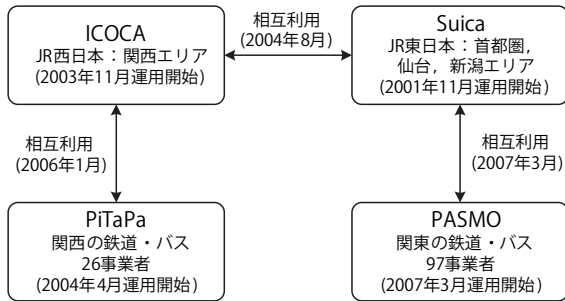 ICOCA
JR西日本：関西エリア
(2003年11月運用開始)
相互利用
(2004年8月)
Suica
JR東日本：首都圏，
仙台，新潟エリア
(2001年11月運用開始)
相互利用
(2006年1月)
相互利用
(2007年3月)
PiTaPa
関西の鉄道・バス
26事業者
(2004年4月運用開始)
PASMO
関東の鉄道・バス
97事業者
(2007年3月運用開始)